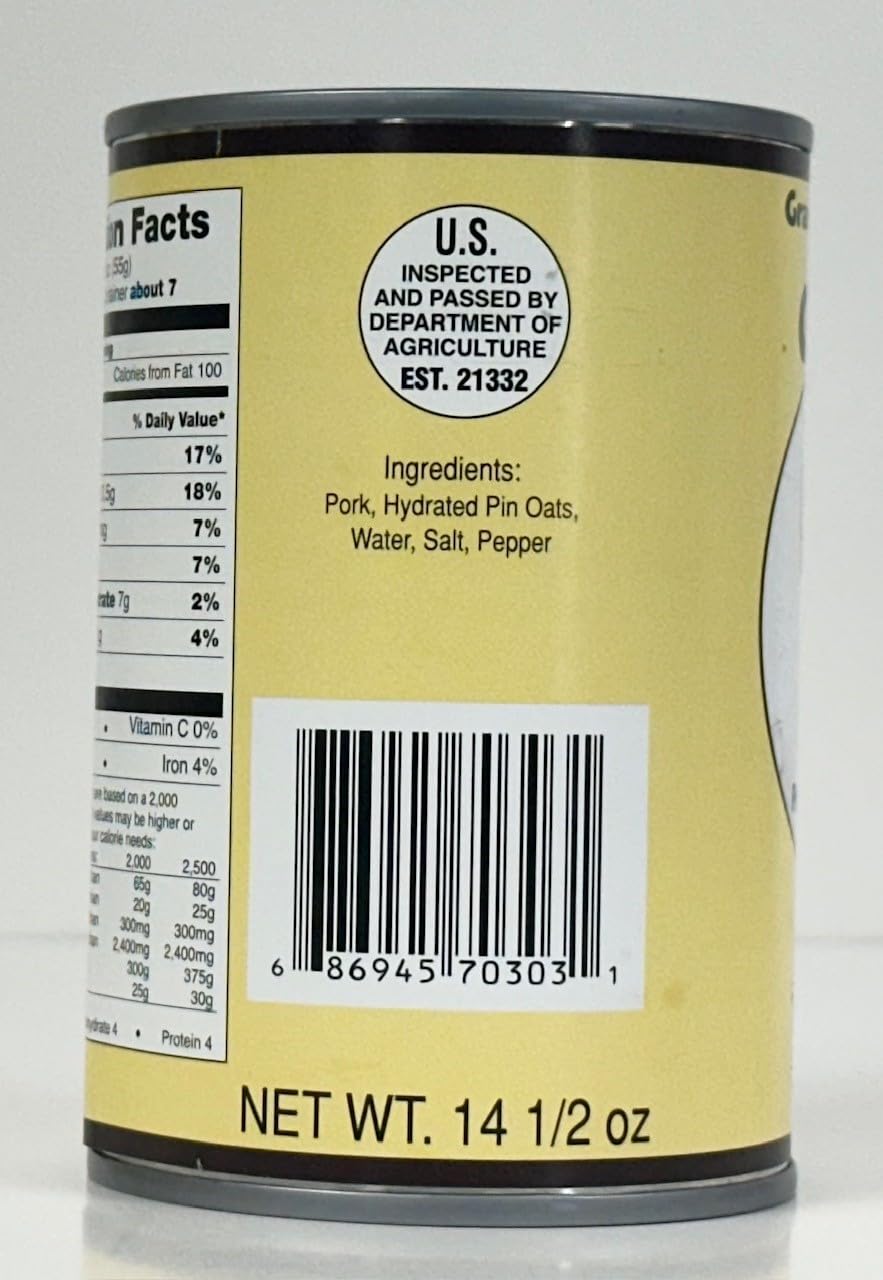 Facts
(55g)
about 7
Calories from Fat 100
% Daily Value*
17%
18%
7%
7%
7g 2%
4%
• Vitamin C 0%
• Iron 4%
based on a 2,000
may be higher or
calorie needs:
2,000 2,500
65g 80g
20g 25g
300mg 300mg
2,400mg 2,400mg
300g 375g
25g 30g
4 • Protein 4
U.S.
INSPECTED
AND PASSED BY
DEPARTMENT OF
AGRICULTURE
EST. 21332
Ingredients:
Pork, Hydrated Pin Oats,
Water, Salt, Pepper
6 86945 70303 1
NET WT. 14 1/2 oz